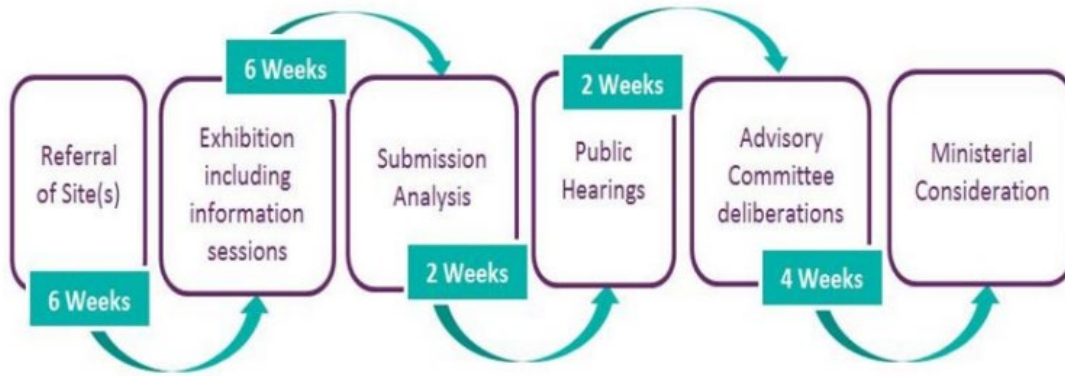 6 Weeks
2 Weeks
Referral
of Site(s)
Exhibition
including
information
sessions
Submission
Analysis
Public
Hearings
Advisory
Committee
deliberations
Ministerial
Consideration
6 Weeks
2 Weeks
4 Weeks